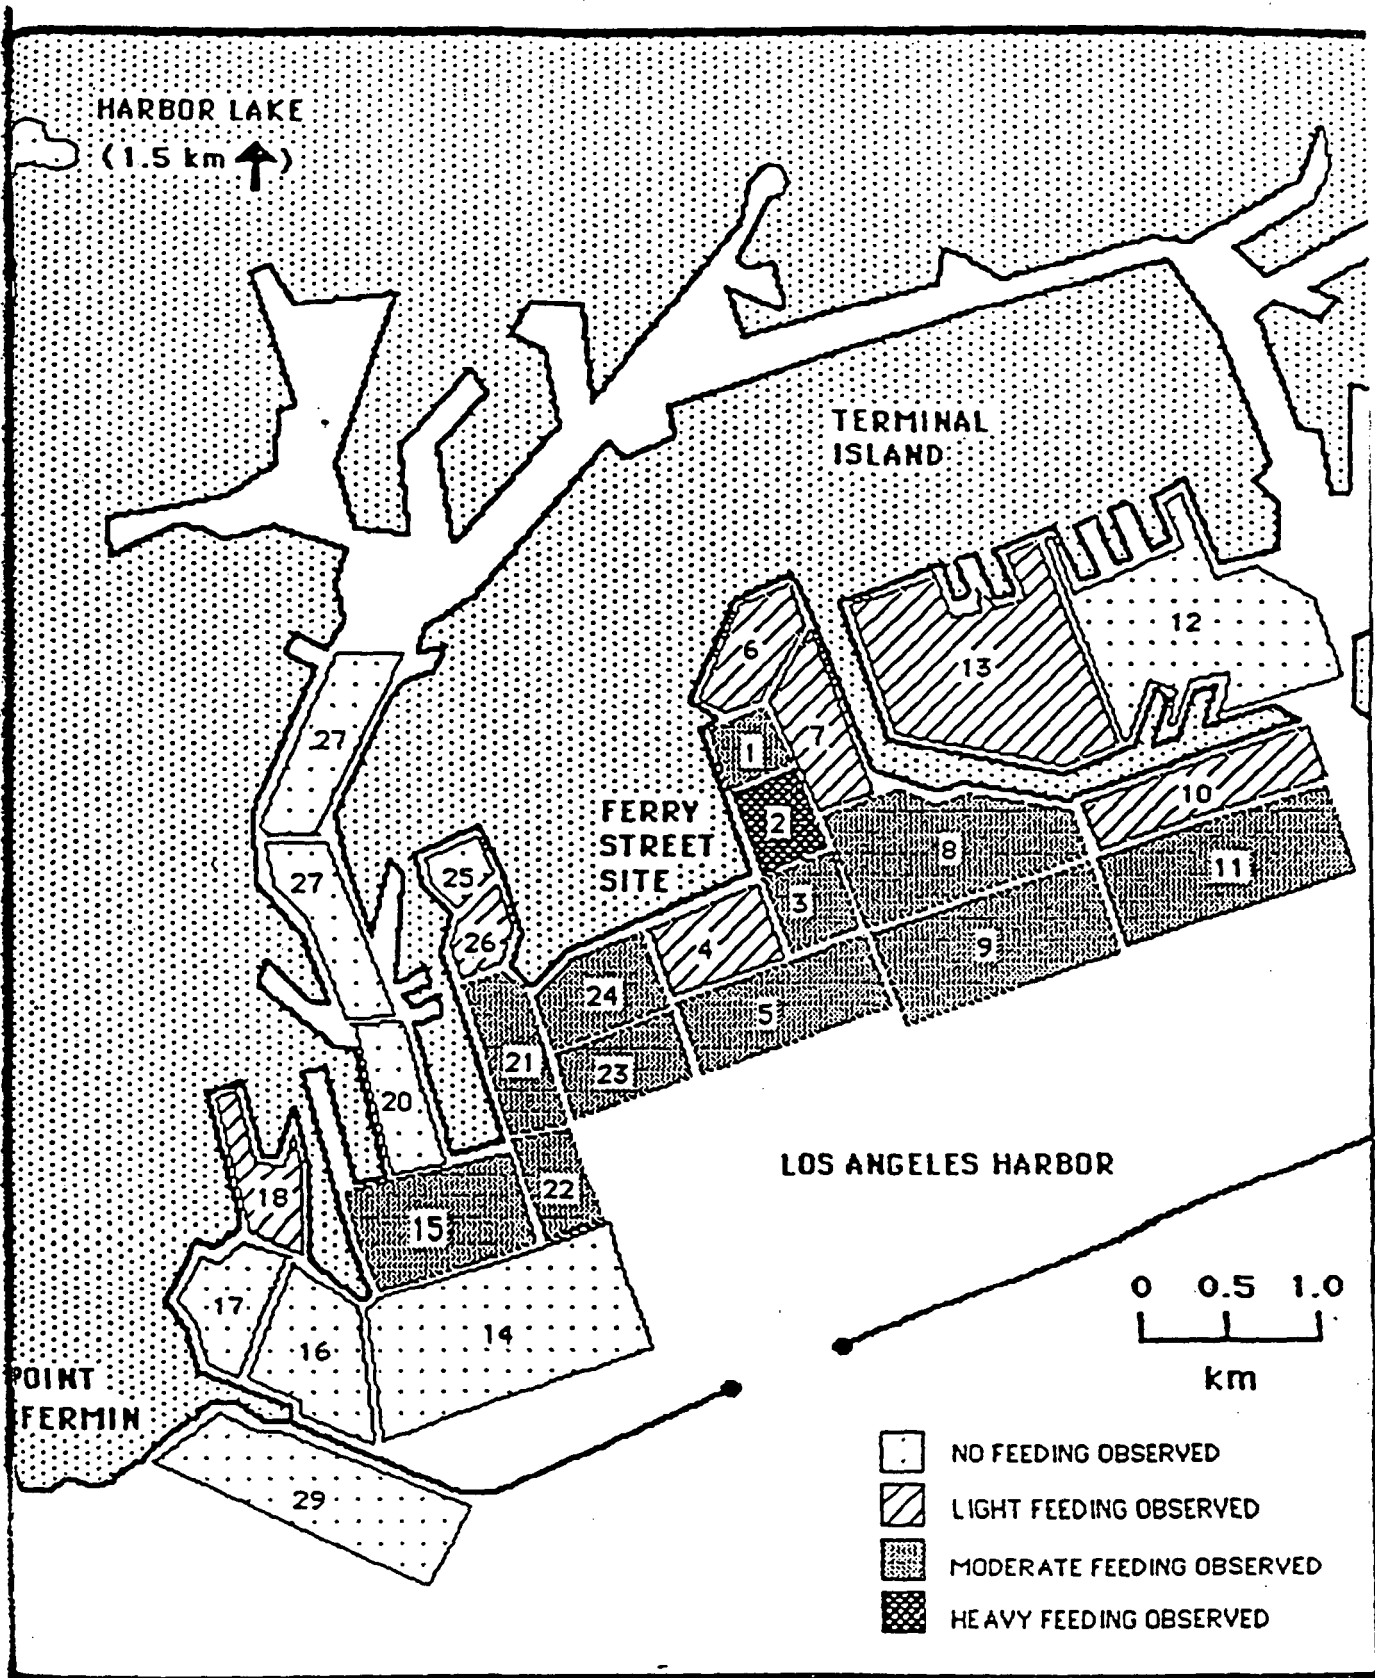 HARBOR LAKE
(1.5 km ↑)
TERMINAL
ISLAND
12
6
13
27
7
1
10
FERRY
STREET
SITE
2
8
11
25
27
3
26
4
9
24
5
21
23
20
LOS ANGELES HARBOR
18
22
15
17
14
16
0 0.5 1.0
km
POINT
FERMIN
29
NO FEEDING OBSERVED
LIGHT FEEDING OBSERVED
MODERATE FEEDING OBSERVED
HEAVY FEEDING OBSERVED